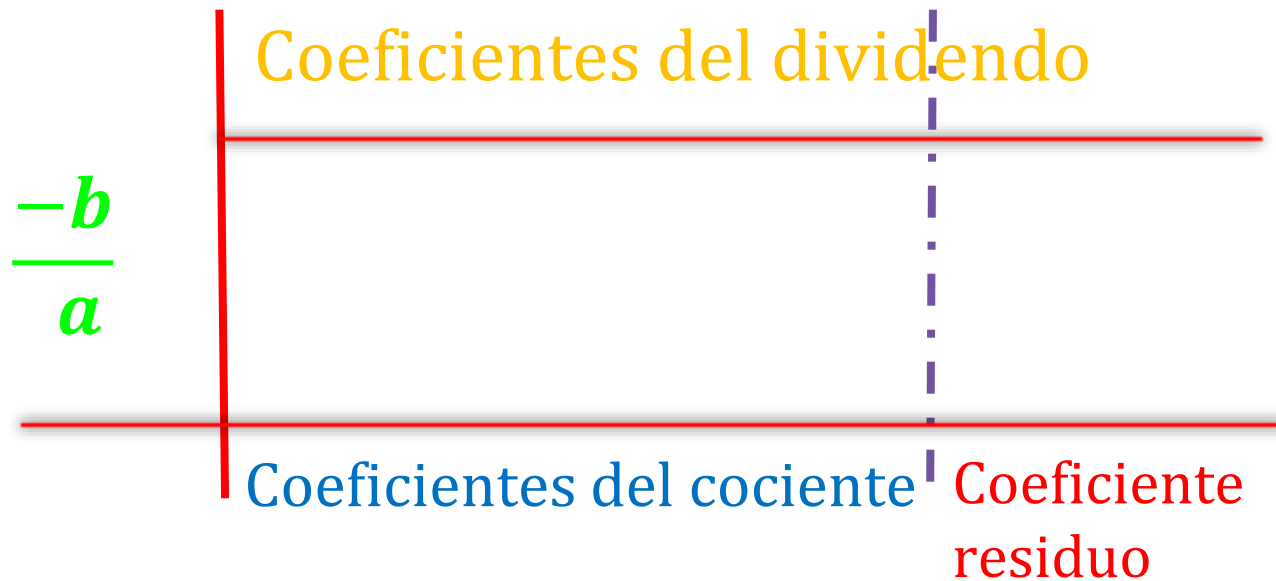 Coeficientes del dividendo
−b
a
Coeficientes del cociente
Coeficiente
residuo